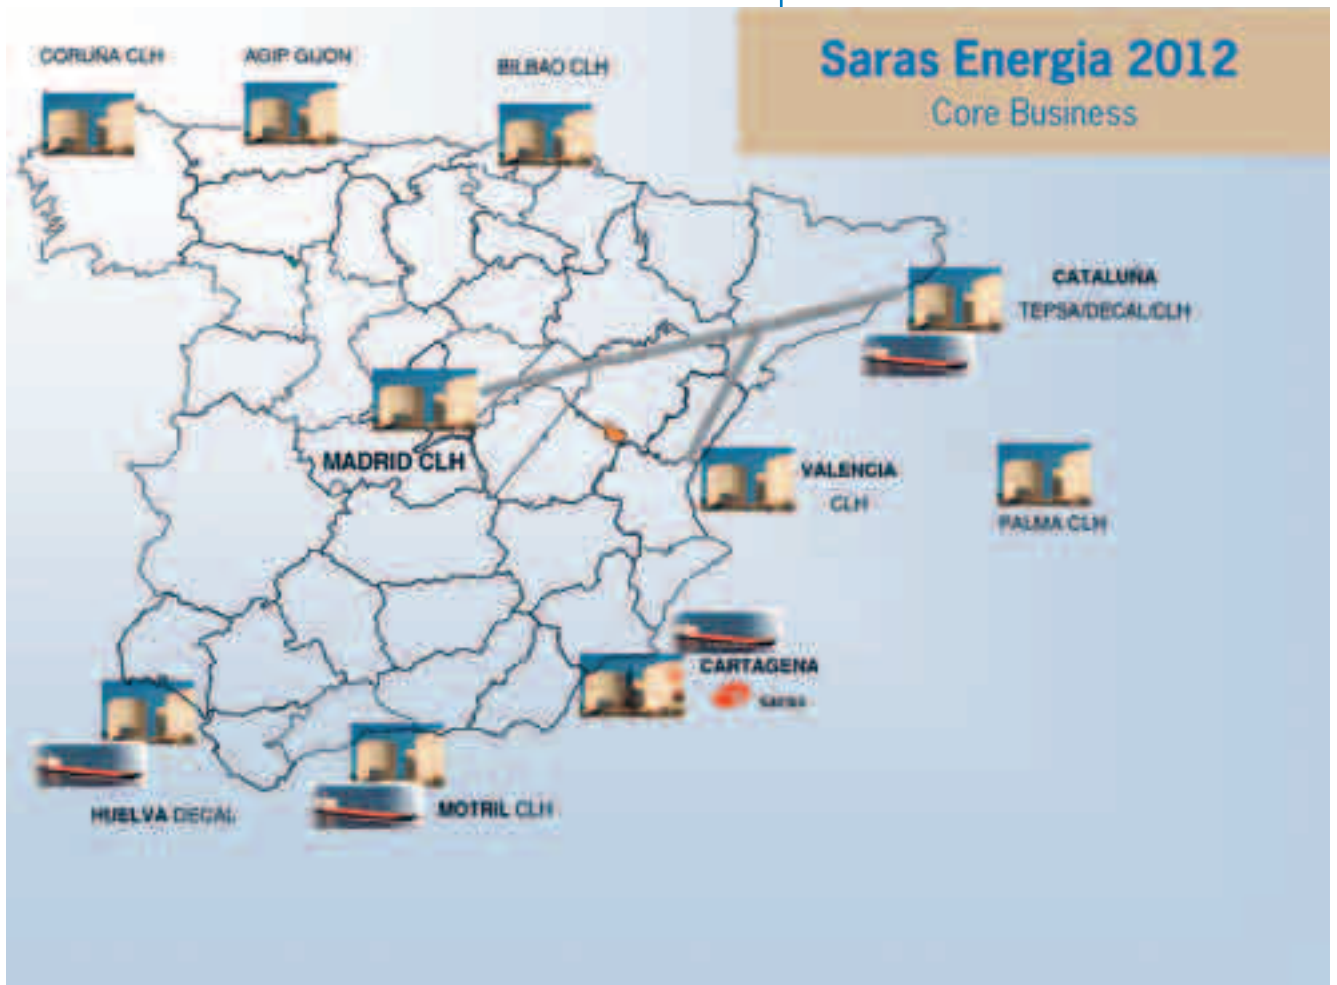 CORUÑA CLH
AGIP GIJON
BILBAO CLH
Saras Energia 2012
Core Business
CATALUÑA
TEPSA/DECAL/CLH
MADRID CLH
VALENCIA
CLH
PALMA CLH
CARTAGENA
saras
HUELVA DECAL
MOTRIL CLH